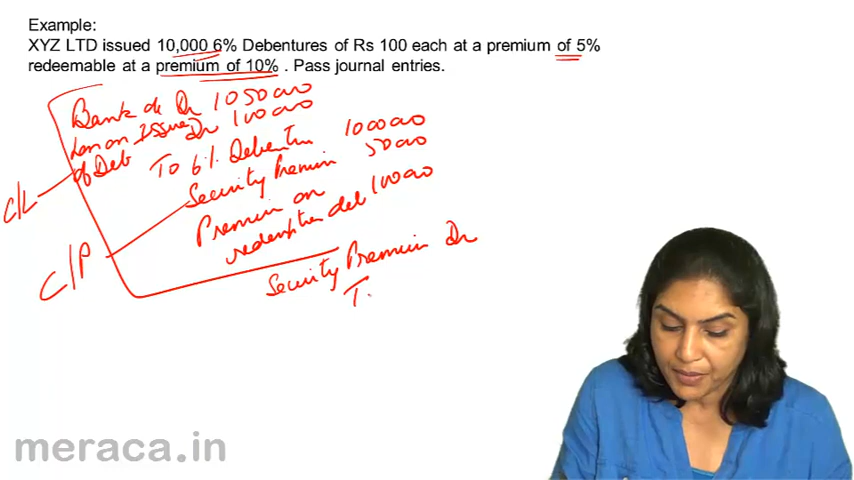 Example:
XYZ LTD issued 10,000 6% Debentures of Rs 100 each at a premium of 5%
redeemable at a premium of 10% . Pass journal entries.
Bank a/c Dr 1050000
Loss on Issue Dr 100000
of Deb
To 6% Debenture 1000000
Security Premium 50000
Premium on
redemption deb 100000
C/L
C/P
Security Premium Dr
T.
meraca.in